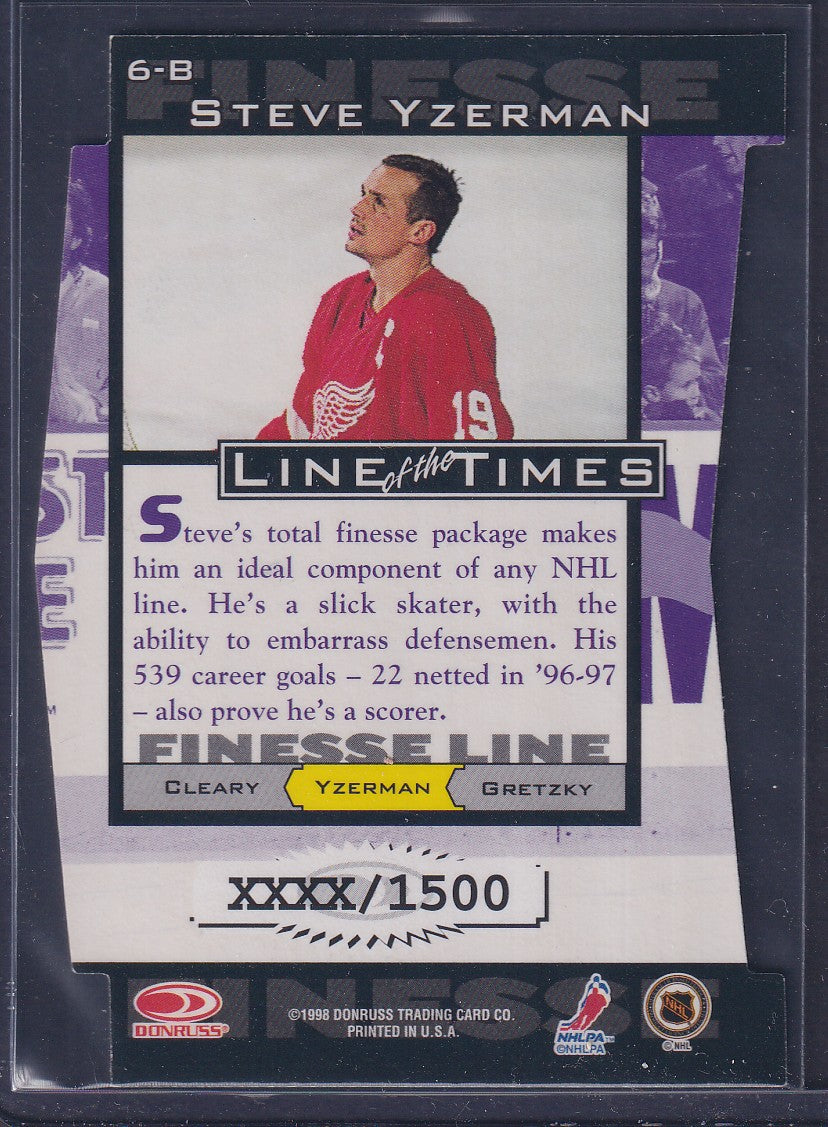 6-B
FINESSE
STEVE YZERMAN
19
LINE of the TIMES
Steve's total finesse package makes
him an ideal component of any NHL
line. He's a slick skater, with the
ability to embarrass defensemen. His
539 career goals – 22 netted in '96-97
– also prove he's a scorer.
FINESSE LINE
CLEARY YZERMAN GRETZKY
XXXX/1500
FINESSE
DONRUSS®
©1998 DONRUSS TRADING CARD CO.
PRINTED IN U.S.A.
NHLPA™
©NHLPA
NHL
© NHL